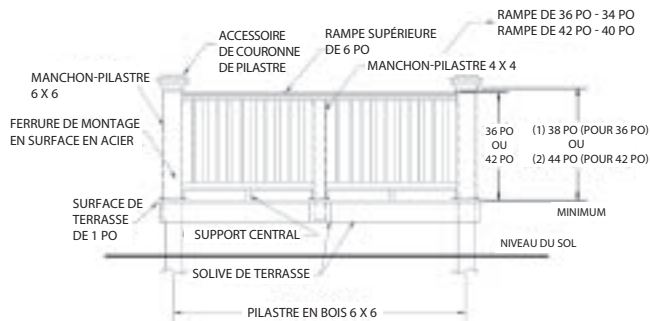 RAMPE DE 36 PO - 34 PO
RAMPE DE 42 PO - 40 PO
ACCESSOIRE
DE COURONNE
DE PILASTRE
RAMPE SUPÉRIEURE
DE 6 PO
MANCHON-PILASTRE 4 X 4
MANCHON-PILASTRE
6 X 6
FERRURE DE MONTAGE
EN SURFACE EN ACIER
36 PO
OU
42 PO
(1) 38 PO (POUR 36 PO)
OU
(2) 44 PO (POUR 42 PO)
SURFACE DE
TERRASSE
DE 1 PO
MINIMUM
SUPPORT CENTRAL
NIVEAU DU SOL
SOLIVE DE TERRASSE
PILASTRE EN BOIS 6 X 6